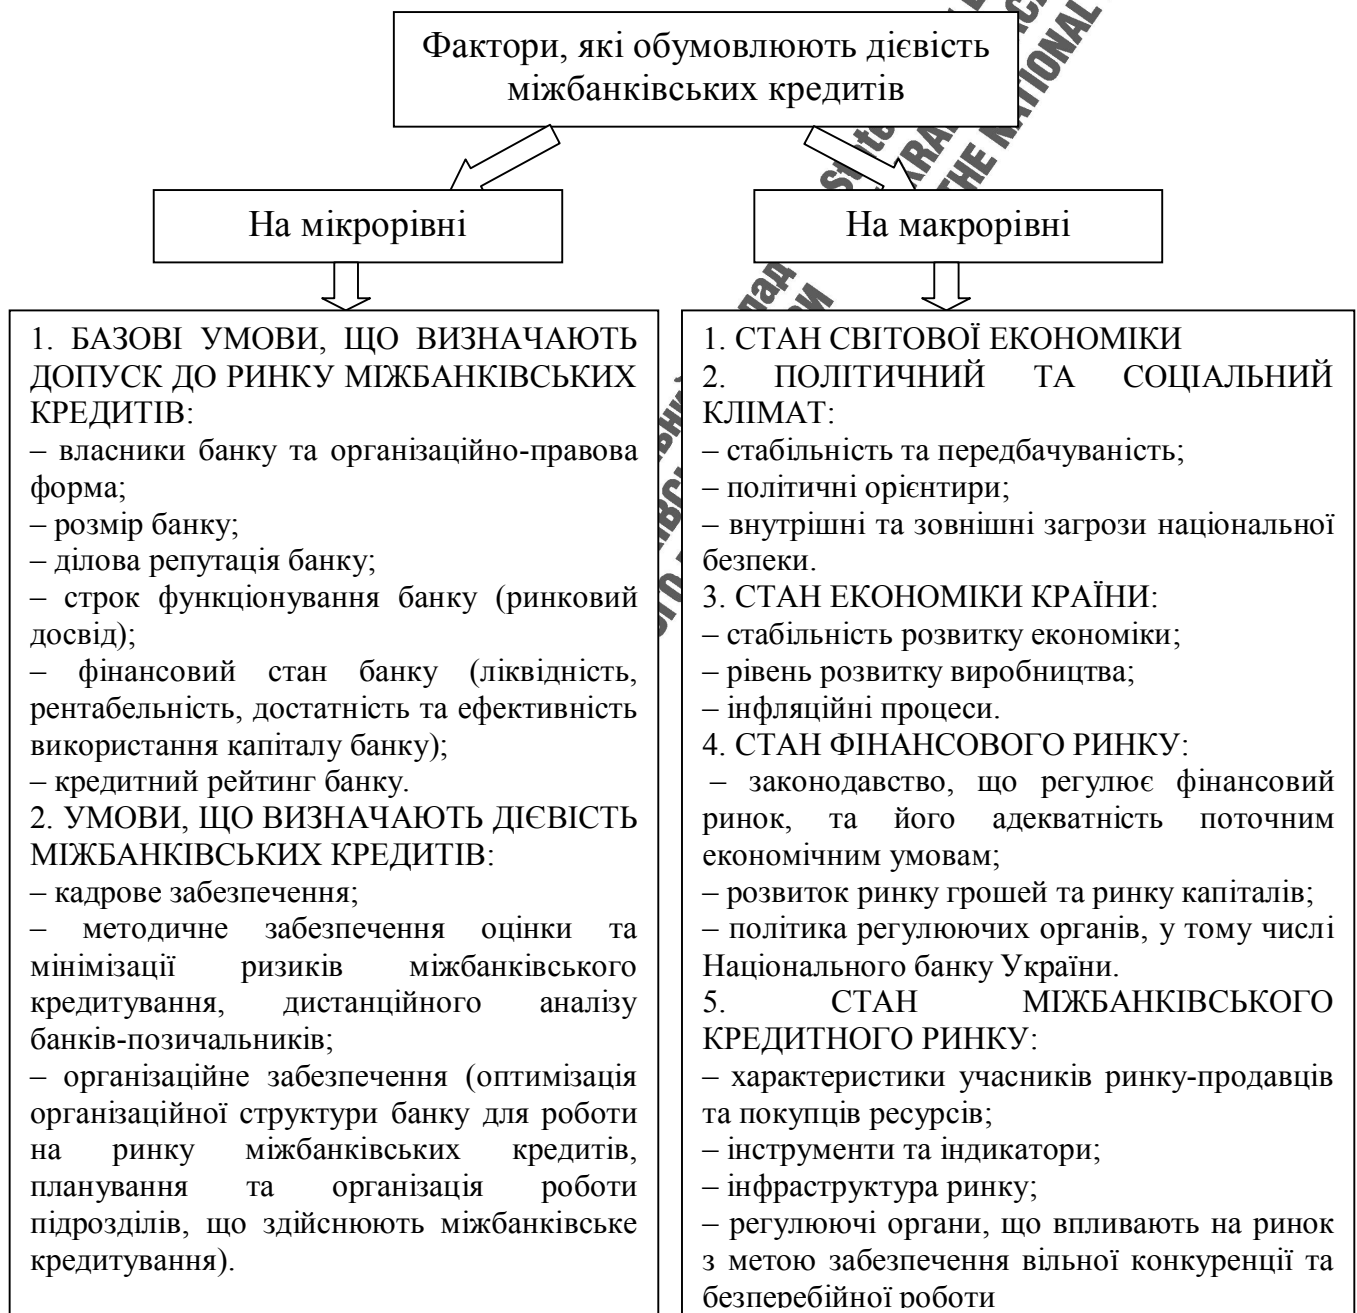 Фактори, які обумовлюють дієвість
міжбанківських кредитів
На мікрорівні
На макрорівні
1. БАЗОВІ УМОВИ, ЩО ВИЗНАЧАЮТЬ
ДОПУСК ДО РИНКУ МІЖБАНКІВСЬКИХ
КРЕДИТІВ:
– власники банку та організаційно-правова
форма;
– розмір банку;
– ділова репутація банку;
– строк функціонування банку (ринковий
досвід);
– фінансовий стан банку (ліквідність,
рентабельність, достатність та ефективність
використання капіталу банку);
– кредитний рейтинг банку.
2. УМОВИ, ЩО ВИЗНАЧАЮТЬ ДІЄВІСТЬ
МІЖБАНКІВСЬКИХ КРЕДИТІВ:
– кадрове забезпечення;
– методичне забезпечення оцінки та
мінімізації ризиків міжбанківського
кредитування, дистанційного аналізу
банків-позичальників;
– організаційне забезпечення (оптимізація
організаційної структури банку для роботи
на ринку міжбанківських кредитів,
планування та організація роботи
підрозділів, що здійснюють міжбанківське
кредитування).
1. СТАН СВІТОВОЇ ЕКОНОМІКИ
2. ПОЛІТИЧНИЙ ТА СОЦІАЛЬНИЙ
КЛІМАТ:
– стабільність та передбачуваність;
– політичні орієнтири;
– внутрішні та зовнішні загрози національної
безпеки.
3. СТАН ЕКОНОМІКИ КРАЇНИ:
– стабільність розвитку економіки;
– рівень розвитку виробництва;
– інфляційні процеси.
4. СТАН ФІНАНСОВОГО РИНКУ:
– законодавство, що регулює фінансовий
ринок, та його адекватність поточним
економічним умовам;
– розвиток ринку грошей та ринку капіталів;
– політика регулюючих органів, у тому числі
Національного банку України.
5. СТАН МІЖБАНКІВСЬКОГО
КРЕДИТНОГО РИНКУ:
– характеристики учасників ринку-продавців
та покупців ресурсів;
– інструменти та індикатори;
– інфраструктура ринку;
– регулюючі органи, що впливають на ринок
з метою забезпечення вільної конкуренції та
безперебійної роботи
THE NATIONAL